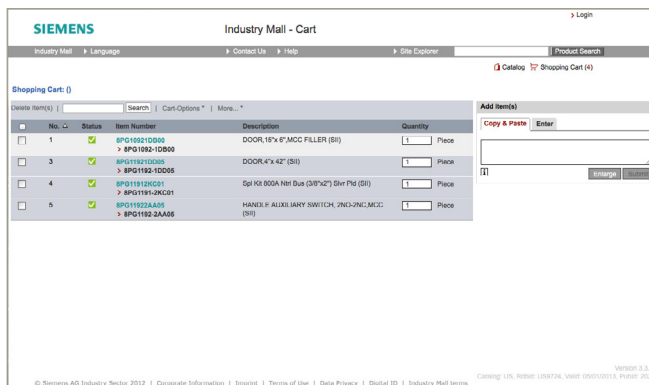 > Login
SIEMENS
Industry Mall - Cart
Industry Mall Language Contact Us Help Site Explorer Product Search
Catalog Shopping Cart (4)
Shopping Cart: ()
Delete Item(s) | Search | Cart-Options | More...
Add item(s)
No. Status Item Number Description Quantity
Copy & Paste Enter
1 8PG10921DB00 DOOR,18"x 6",MCC FILLER (SII) 1 Piece
> 8PG1092-1DB00
3 8PG11921DD05 DOOR,4"x 42" (SII) 1 Piece
> 8PG1192-1DD05
4 8PG11912KC01 Spl Kit 800A Ntrl Bus (3/8"x2") Slvr Pld (SII) 1 Piece
> 8PG1191-2KC01
Enlarge Submit
5 8PG11922AA05 HANDLE AUXILIARY SWITCH, 2NO-2NC,MCC (SII) 1 Piece
> 8PG1192-2AA05
Version 3.3
© Siemens AG Industry Sector 2012 | Corporate Information | Imprint | Terms of Use | Data Privacy | Digital ID | Industry Mall terms